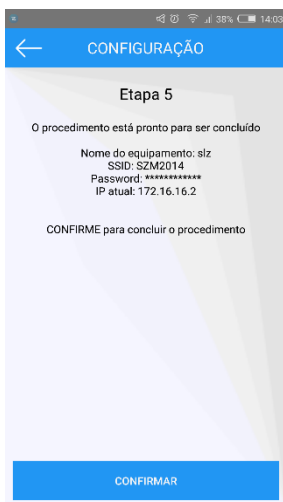 38% 14:03
CONFIGURAÇÃO
Etapa 5
O procedimento está pronto para ser concluído
Nome do equipamento: slz
SSID: SZM2014
Password: ************
IP atual: 172.16.16.2
CONFIRME para concluir o procedimento
CONFIRMAR